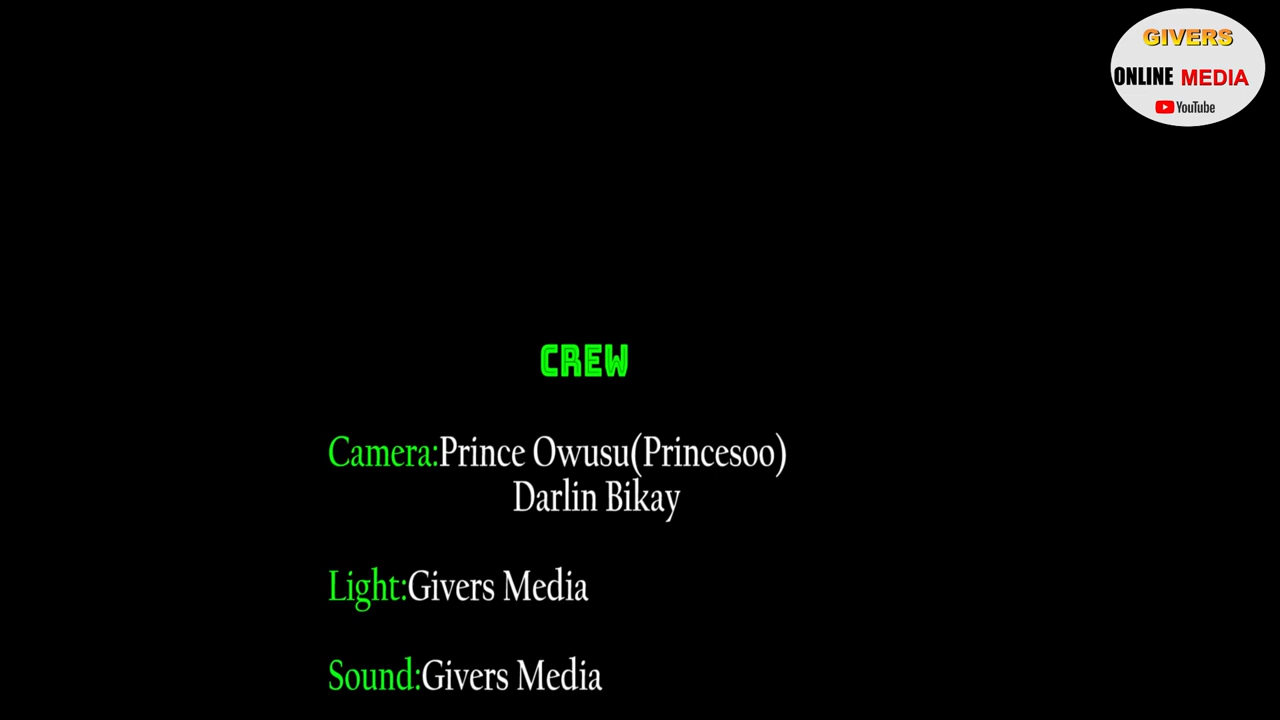 GIVERS
ONLINE MEDIA
YouTube
CREW
Camera:Prince Owusu(Princesoo)
Darlin Bikay
Light:Givers Media
Sound:Givers Media